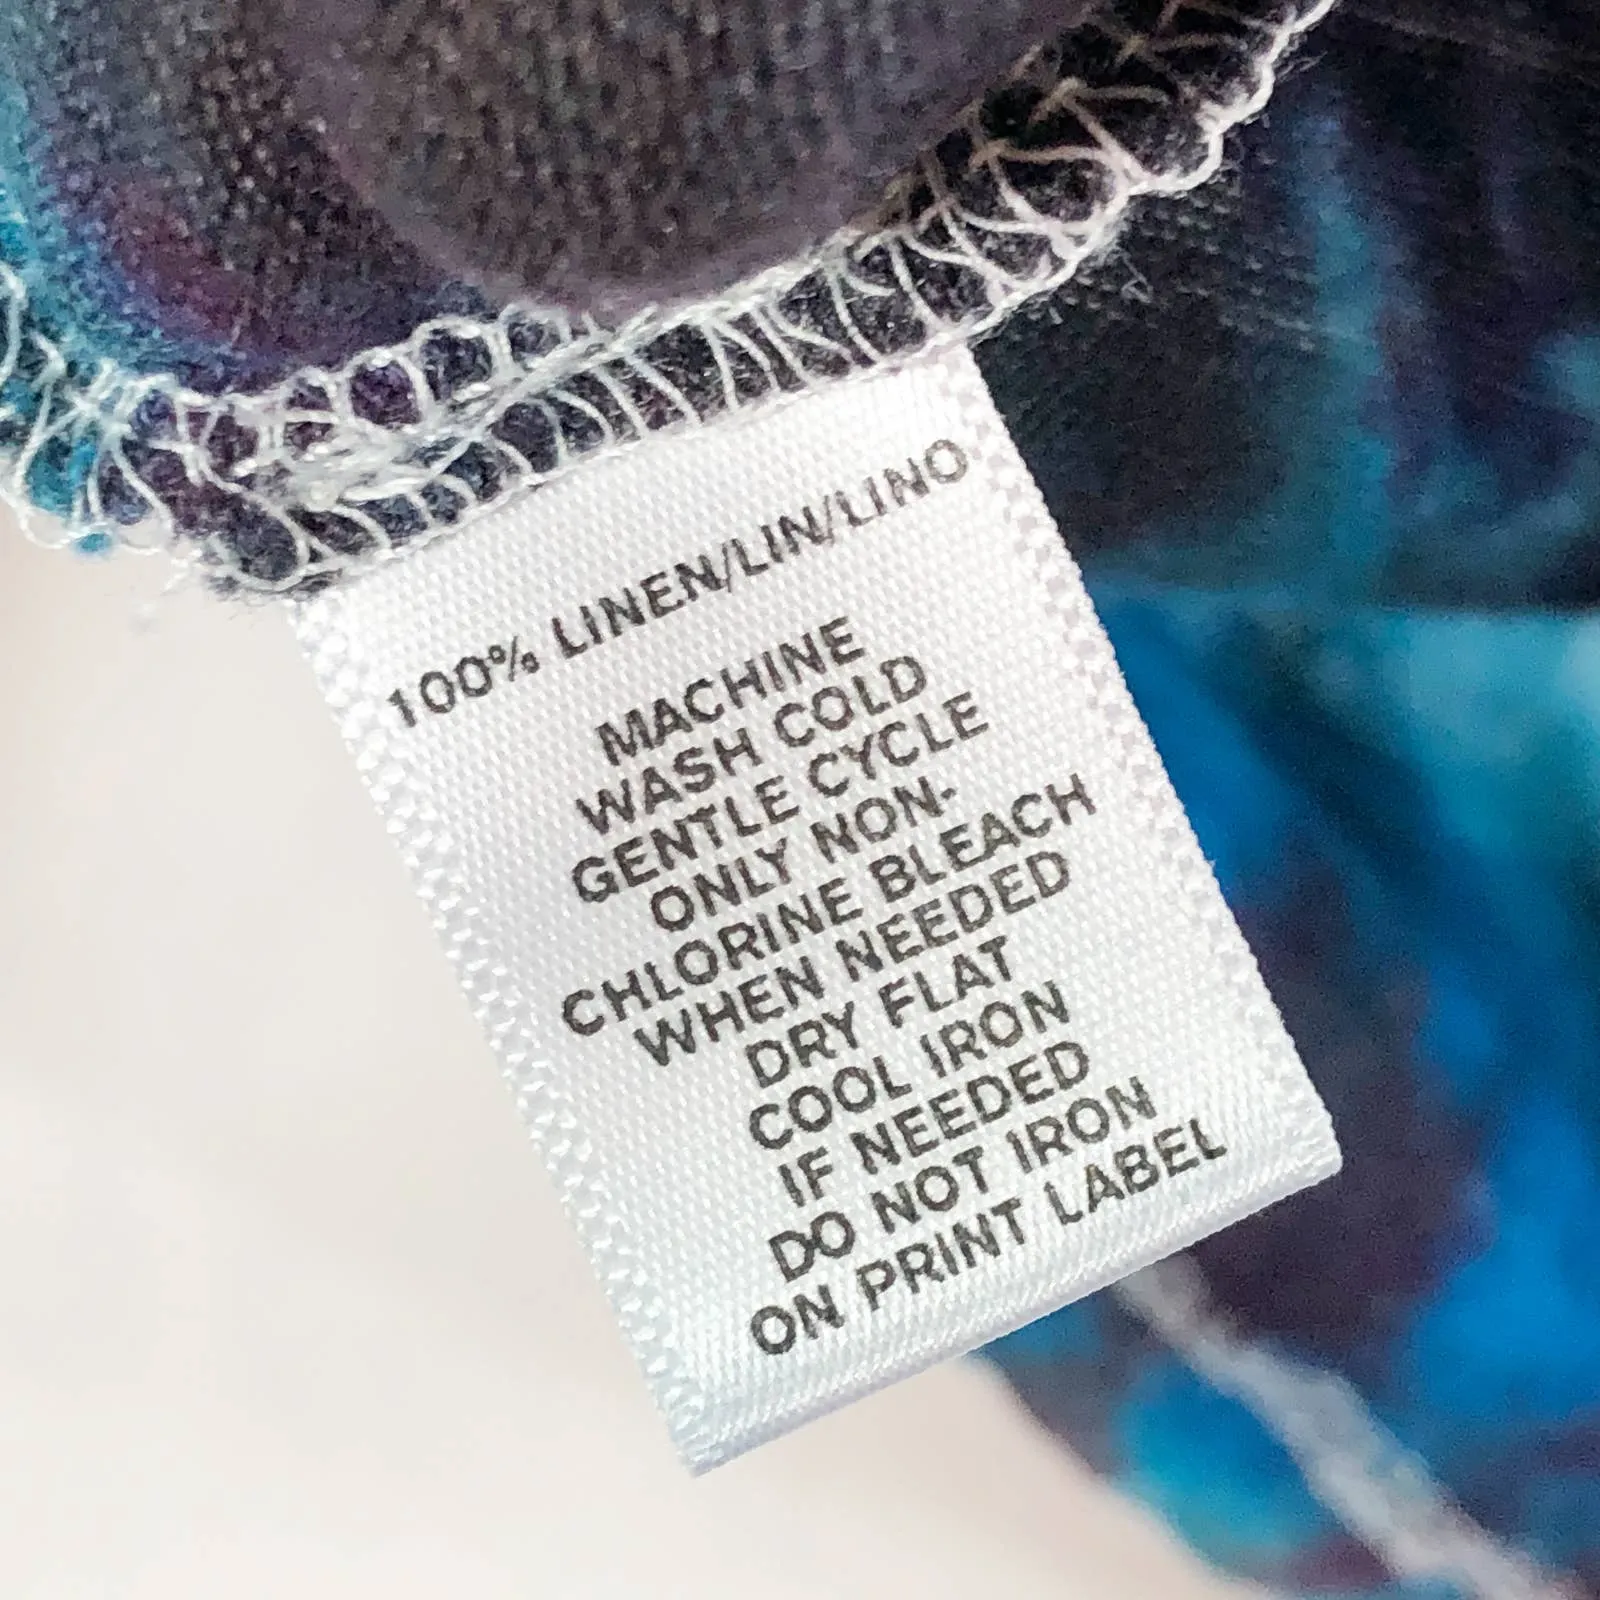 100% LINEN/LIN/LINO
MACHINE
WASH COLD
GENTLE CYCLE
ONLY NON-
CHLORINE BLEACH
WHEN NEEDED
DRY FLAT
COOL IRON
IF NEEDED
DO NOT IRON
ON PRINT LABEL